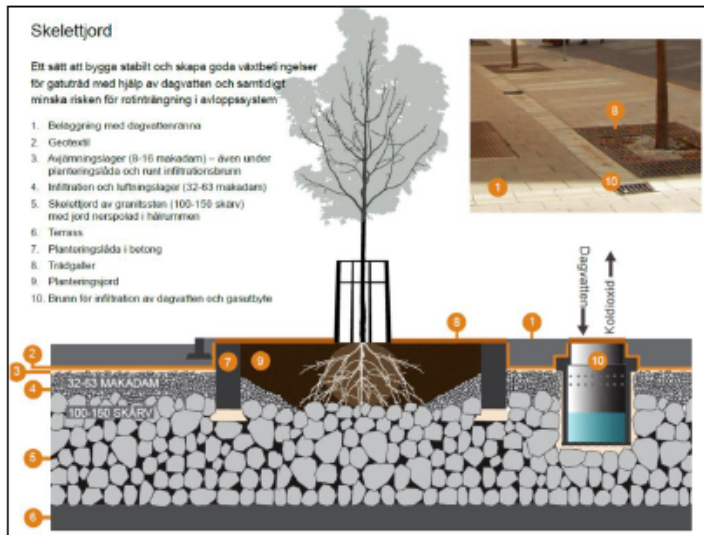 Skelettjord
Ett sätt att bygga stabilt och skapa goda växtbetingelser
för gatuträd med hjälp av dagvatten och samtidigt
minska risken för rotinträngning i avloppssystem
1. Beläggning med dagvattenränna
2. Geotextil
3. Avjämningslager (8-16 makadam) – även under
planteringslåda och runt infiltrationsbrunn
4. Infiltration och luftningslager (32-63 makadam)
5. Skelettjord av granitssten (100-150 skärv)
med jord nerspolad i hålrummen
6. Terrass
7. Planteringslåda i betong
8. Trädgaller
9. Planteringsjord
10. Brunn för infiltration av dagvatten och gasutbyte
8
10
1
Dagvatten
Koldioxid
8
1
2
3
4
5
6
7
9
10
32-63 MAKADAM
100-150 SKÄRV